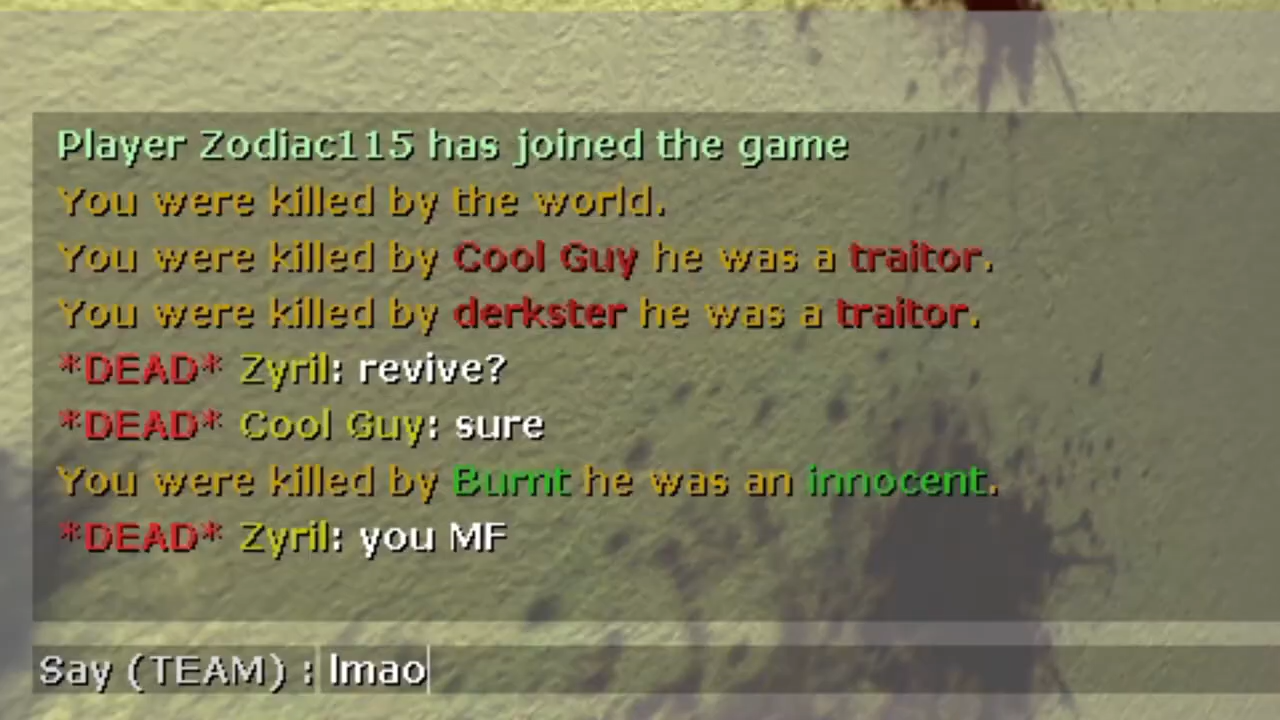 Player Zodiac115 has joined the game
You were killed by the world.
You were killed by Cool Guy he was a traitor.
You were killed by derkster he was a traitor.
*DEAD* Zyril: revive?
*DEAD* Cool Guy: sure
You were killed by Burnt he was an innocent.
*DEAD* Zyril: you MF
Say (TEAM) : lmao